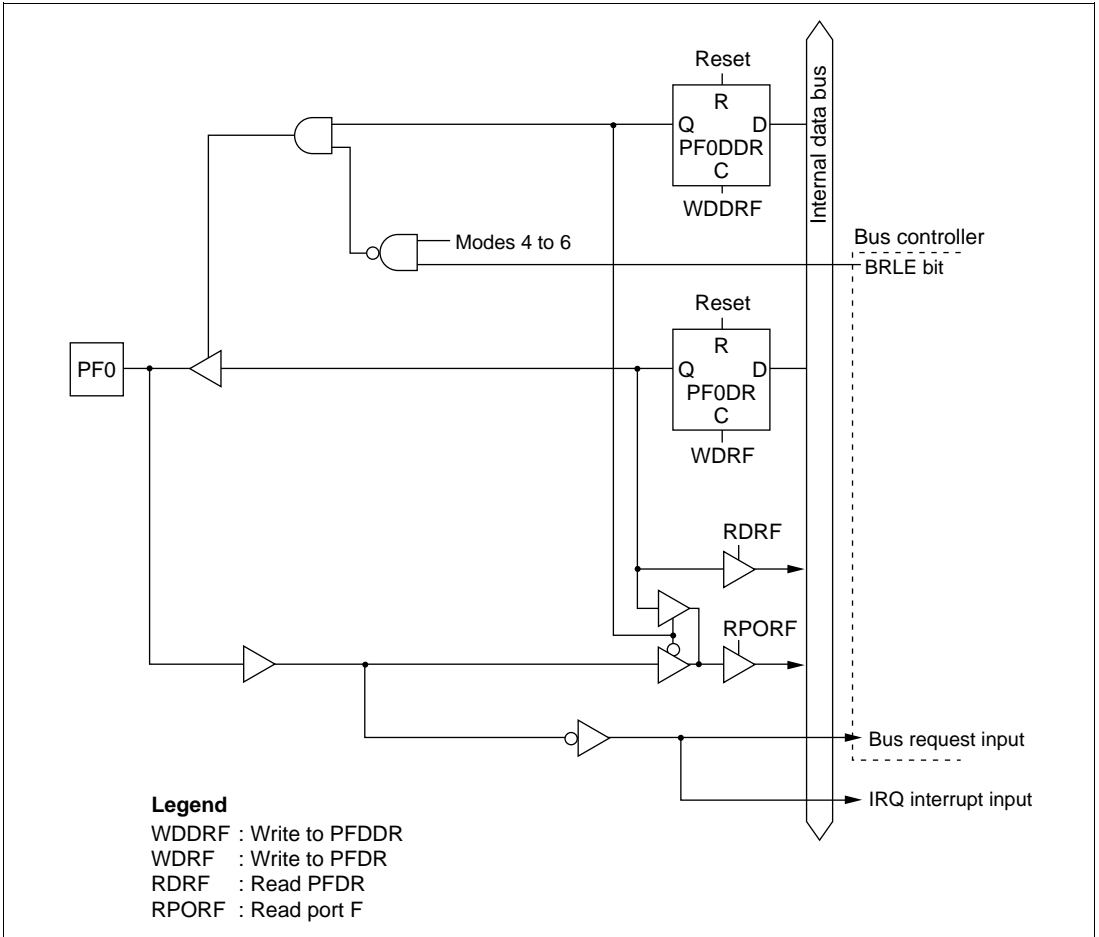 Reset
R
Q D
PF0DDR
C
WDDRF
Internal data bus
Modes 4 to 6
Bus controller
BRLE bit
Reset
R
PF0
Q D
PF0DR
C
WDRF
RDRF
RPORF
Bus request input
IRQ interrupt input
Legend
WDDRF : Write to PFDDR
WDRF : Write to PFDR
RDRF : Read PFDR
RPORF : Read port F